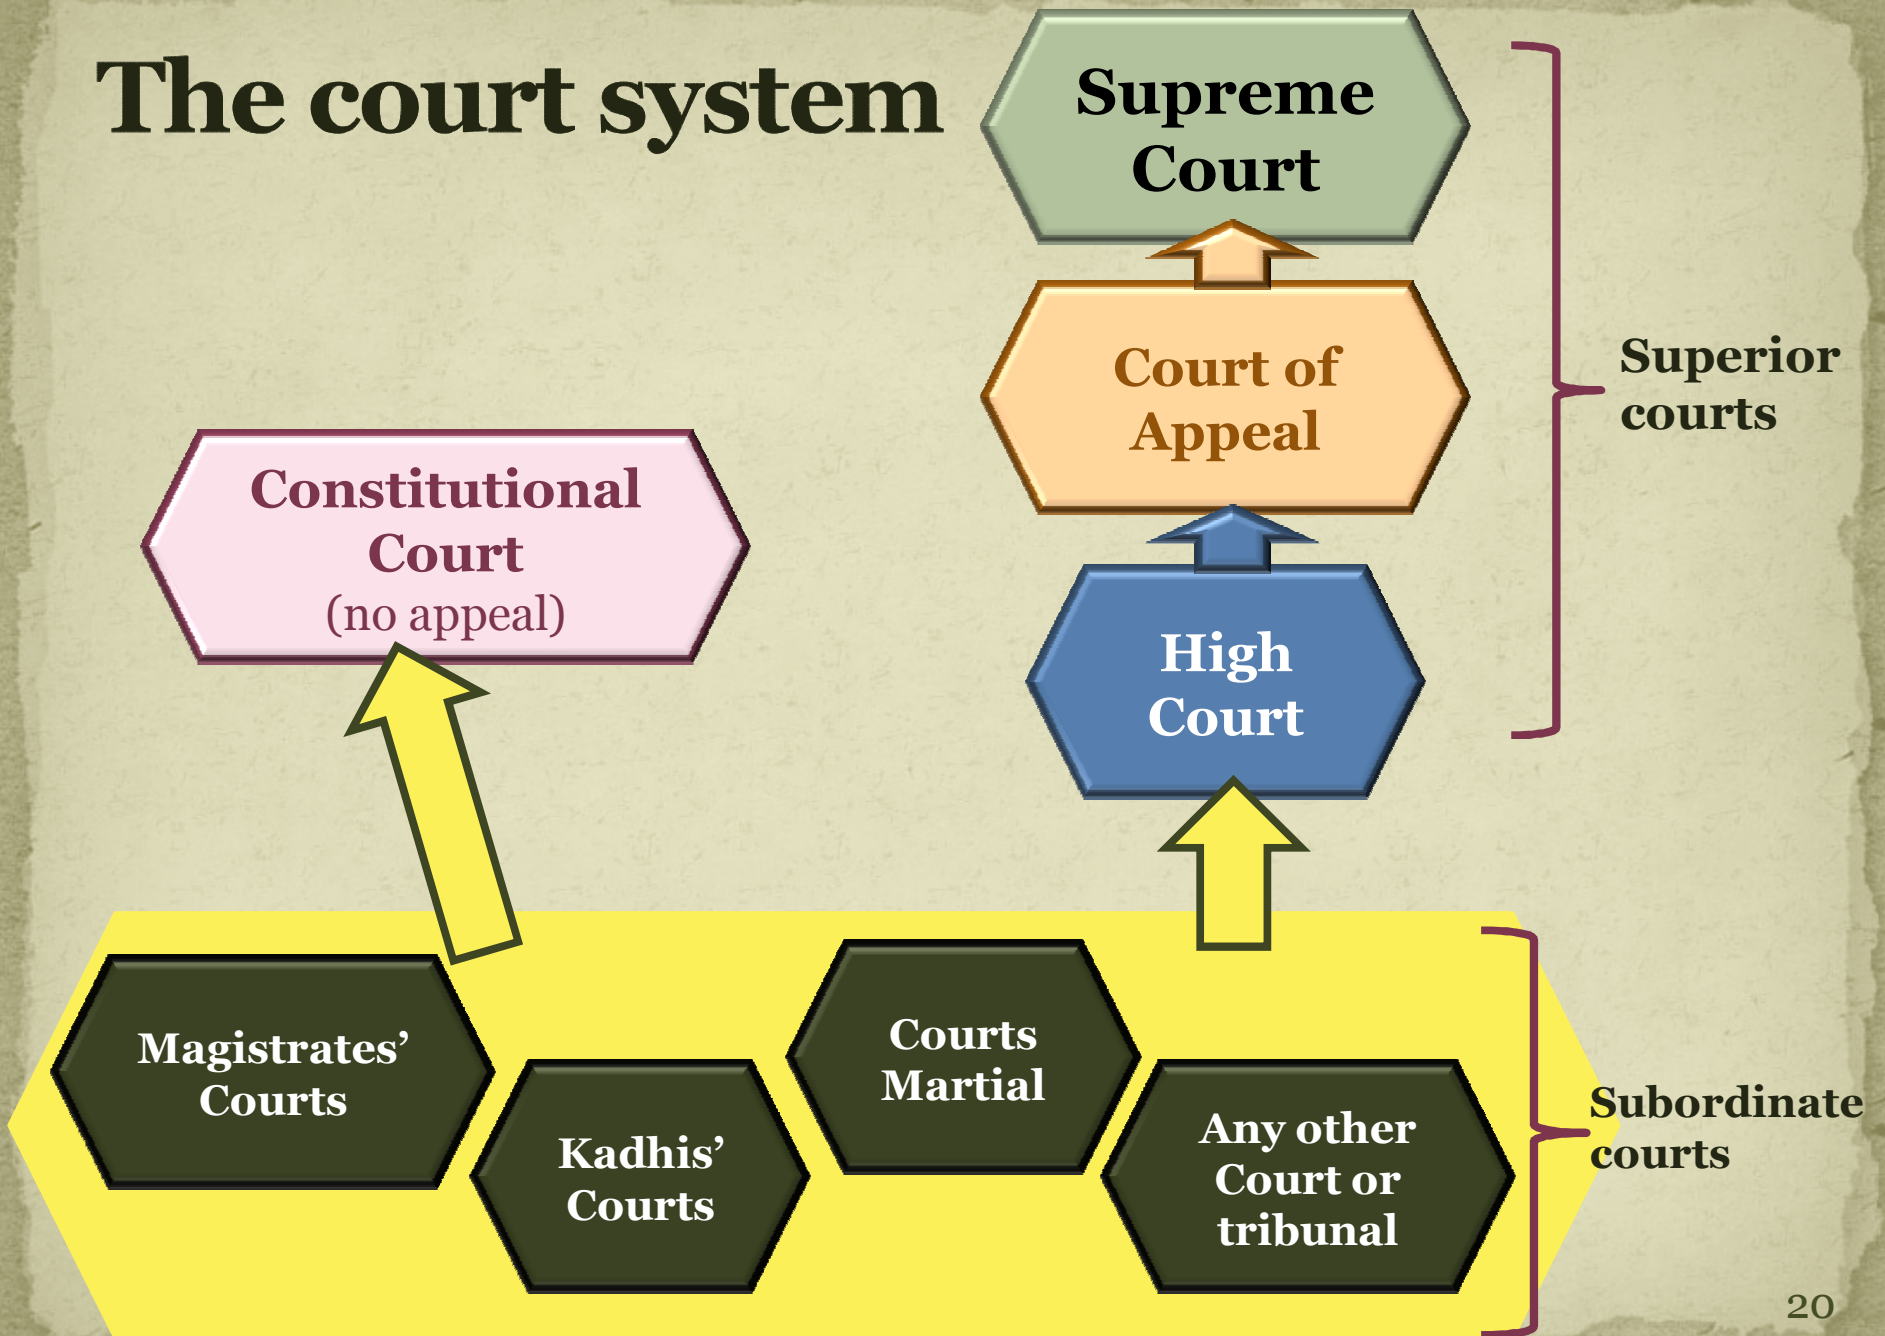 The court system
Supreme
Court
Court of
Appeal
Superior
courts
Constitutional
Court
(no appeal)
High
Court
Magistrates’
Courts
Kadhis’
Courts
Courts
Martial
Any other
Court or
tribunal
Subordinate
courts
20